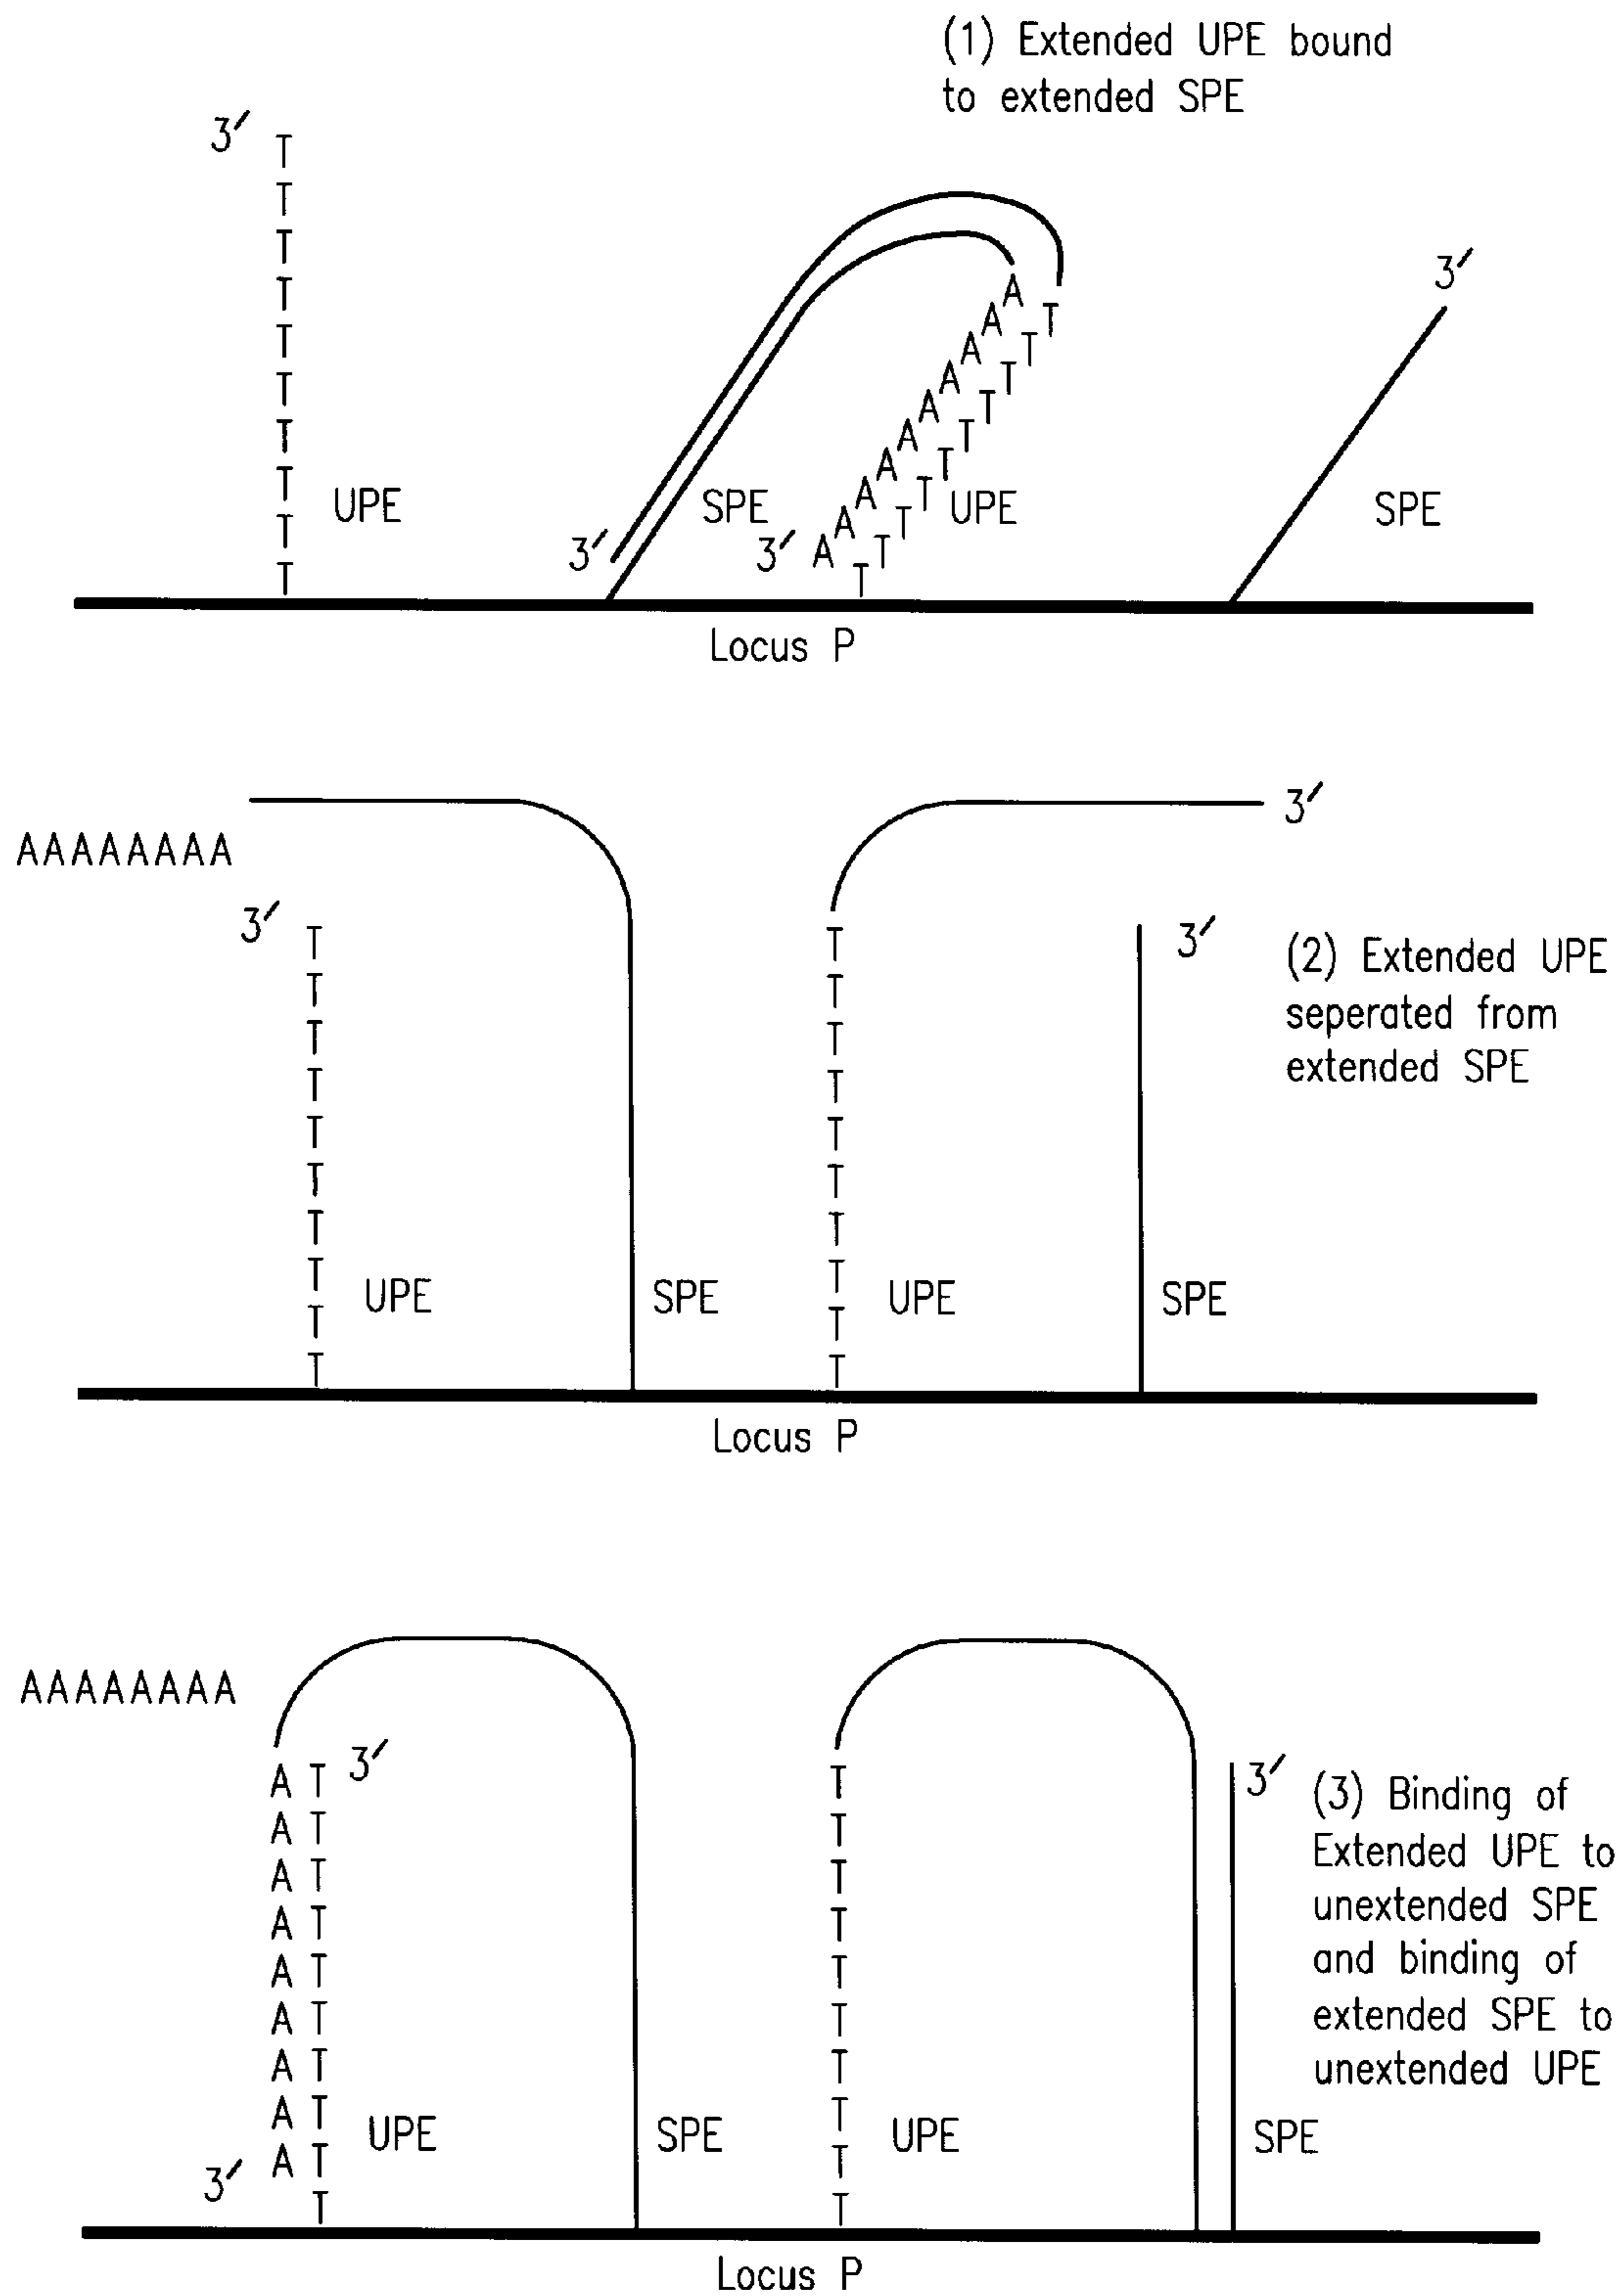 (1) Extended UPE bound
to extended SPE
3′
T
T
T
T
T
T
T
T
T
T
UPE
3′
SPE
3′
A A A A A A A A A A
T T T T T T T T T T
UPE
3′
SPE
Locus P
AAAAAAAA
3′
T
T
T
T
T
T
T
T
T
T
UPE
SPE
3′
T
T
T
T
T
T
T
T
T
T
UPE
3′
SPE
(2) Extended UPE
seperated from
extended SPE
Locus P
AAAAAAAA
A T 3′
A T
A T
A T
A T
A T
A T
A T
3′ A T
T
UPE
SPE
T
T
T
T
T
T
T
T
T
T
UPE
3′
SPE
(3) Binding of
Extended UPE to
unextended SPE
and binding of
extended SPE to
unextended UPE
Locus P